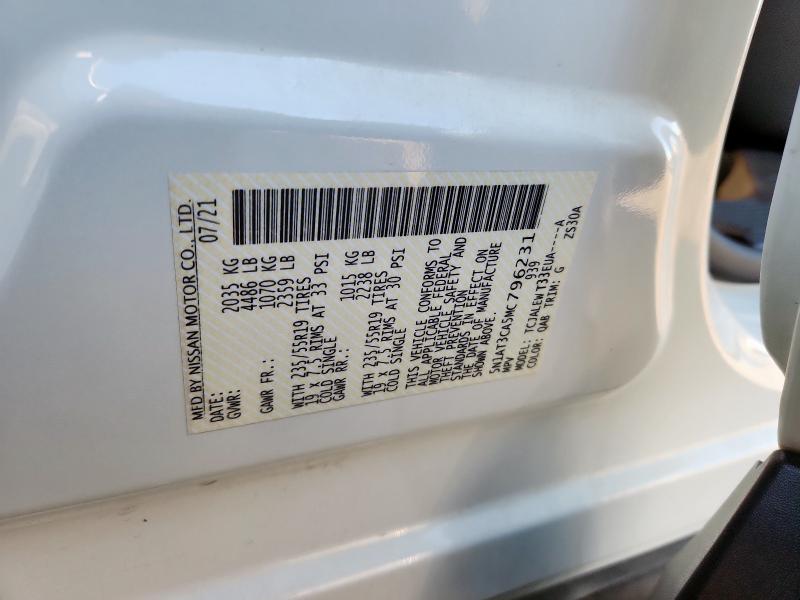 MFD BY NISSAN MOTOR CO., LTD.
DATE: 07/21
GVWR: 2035 KG
4486 LB
GAWR FR.: 1070 KG
2359 LB
WITH 235/55R19 TIRES
19 x 7.5 RIMS AT 33 PSI
COLD SINGLE
GAWR RR.: 1015 KG
2238 LB
WITH 235/55R19 TIRES
19 x 7.5 RIMS AT 30 PSI
COLD SINGLE
THIS VEHICLE CONFORMS TO
ALL APPLICABLE FEDERAL
MOTOR VEHICLE SAFETY AND
THEFT PREVENTION
STANDARDS IN EFFECT ON
THE DATE OF MANUFACTURE
SHOWN ABOVE.
5N1AT3CA5MC796231
MPV 939
MODEL: TCJALEWT33EUA----A
COLOR: QAB TRIM: G ZS30A